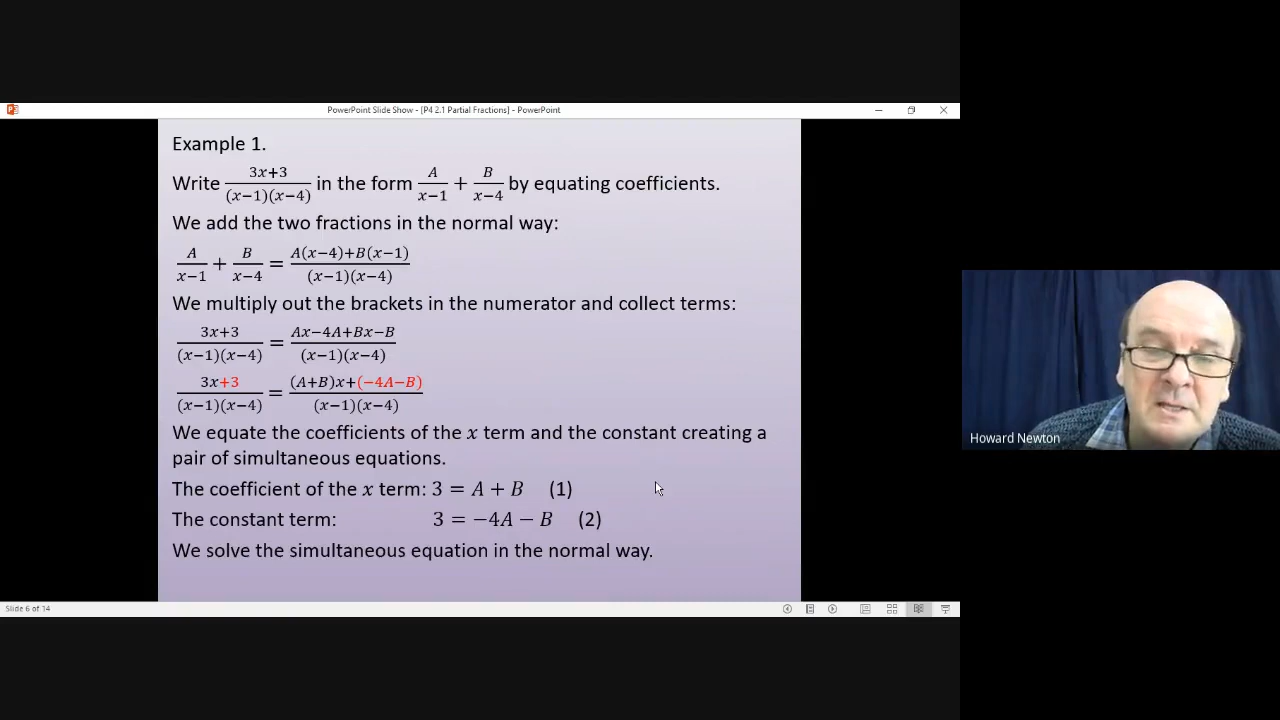 PowerPoint Slide Show - [P4 2.1 Partial Fractions] - PowerPoint
Example 1.
Write (3x+3)/((x−1)(x−4)) in the form A/(x−1) + B/(x−4) by equating coefficients.
We add the two fractions in the normal way:
A/(x−1) + B/(x−4) = (A(x−4)+B(x−1))/((x−1)(x−4))
We multiply out the brackets in the numerator and collect terms:
(3x+3)/((x−1)(x−4)) = (Ax−4A+Bx−B)/((x−1)(x−4))
(3x+3)/((x−1)(x−4)) = ((A+B)x+(−4A−B))/((x−1)(x−4))
We equate the coefficients of the x term and the constant creating a
pair of simultaneous equations.
The coefficient of the x term: 3 = A + B (1)
The constant term: 3 = −4A − B (2)
We solve the simultaneous equation in the normal way.
Slide 6 of 14
Howard Newton